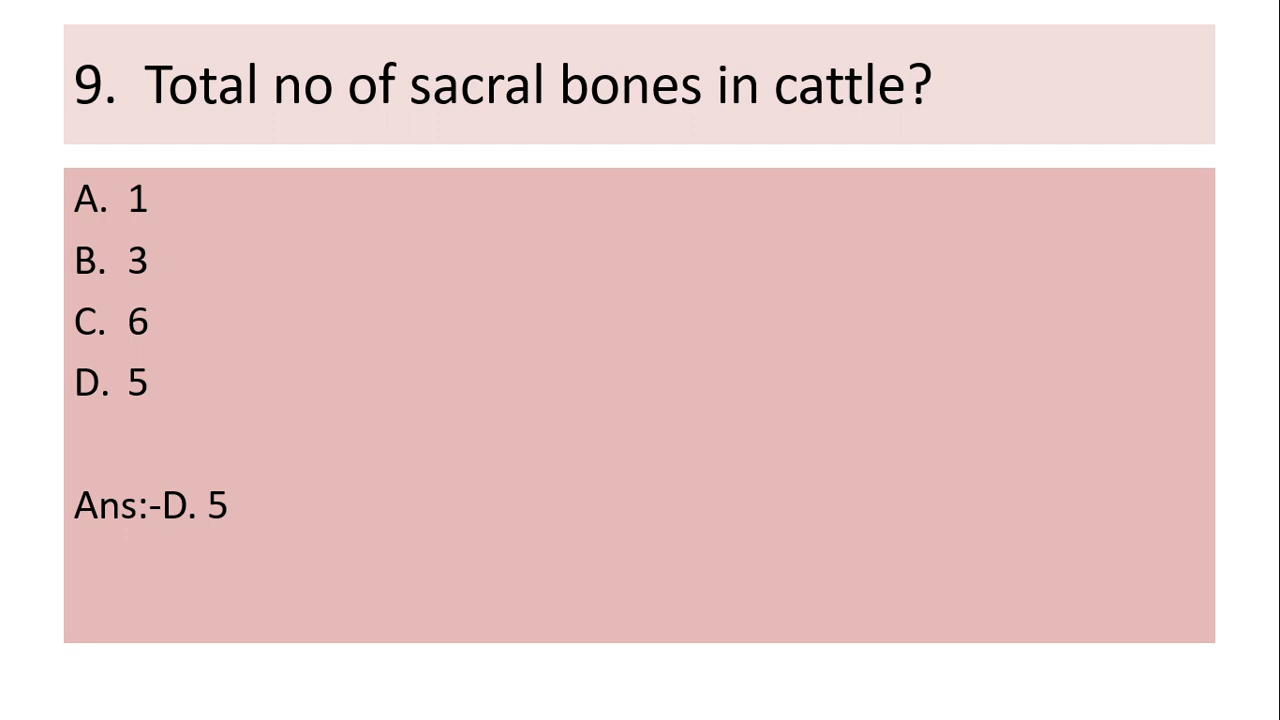 9. Total no of sacral bones in cattle?
A. 1
B. 3
C. 6
D. 5
Ans:-D. 5